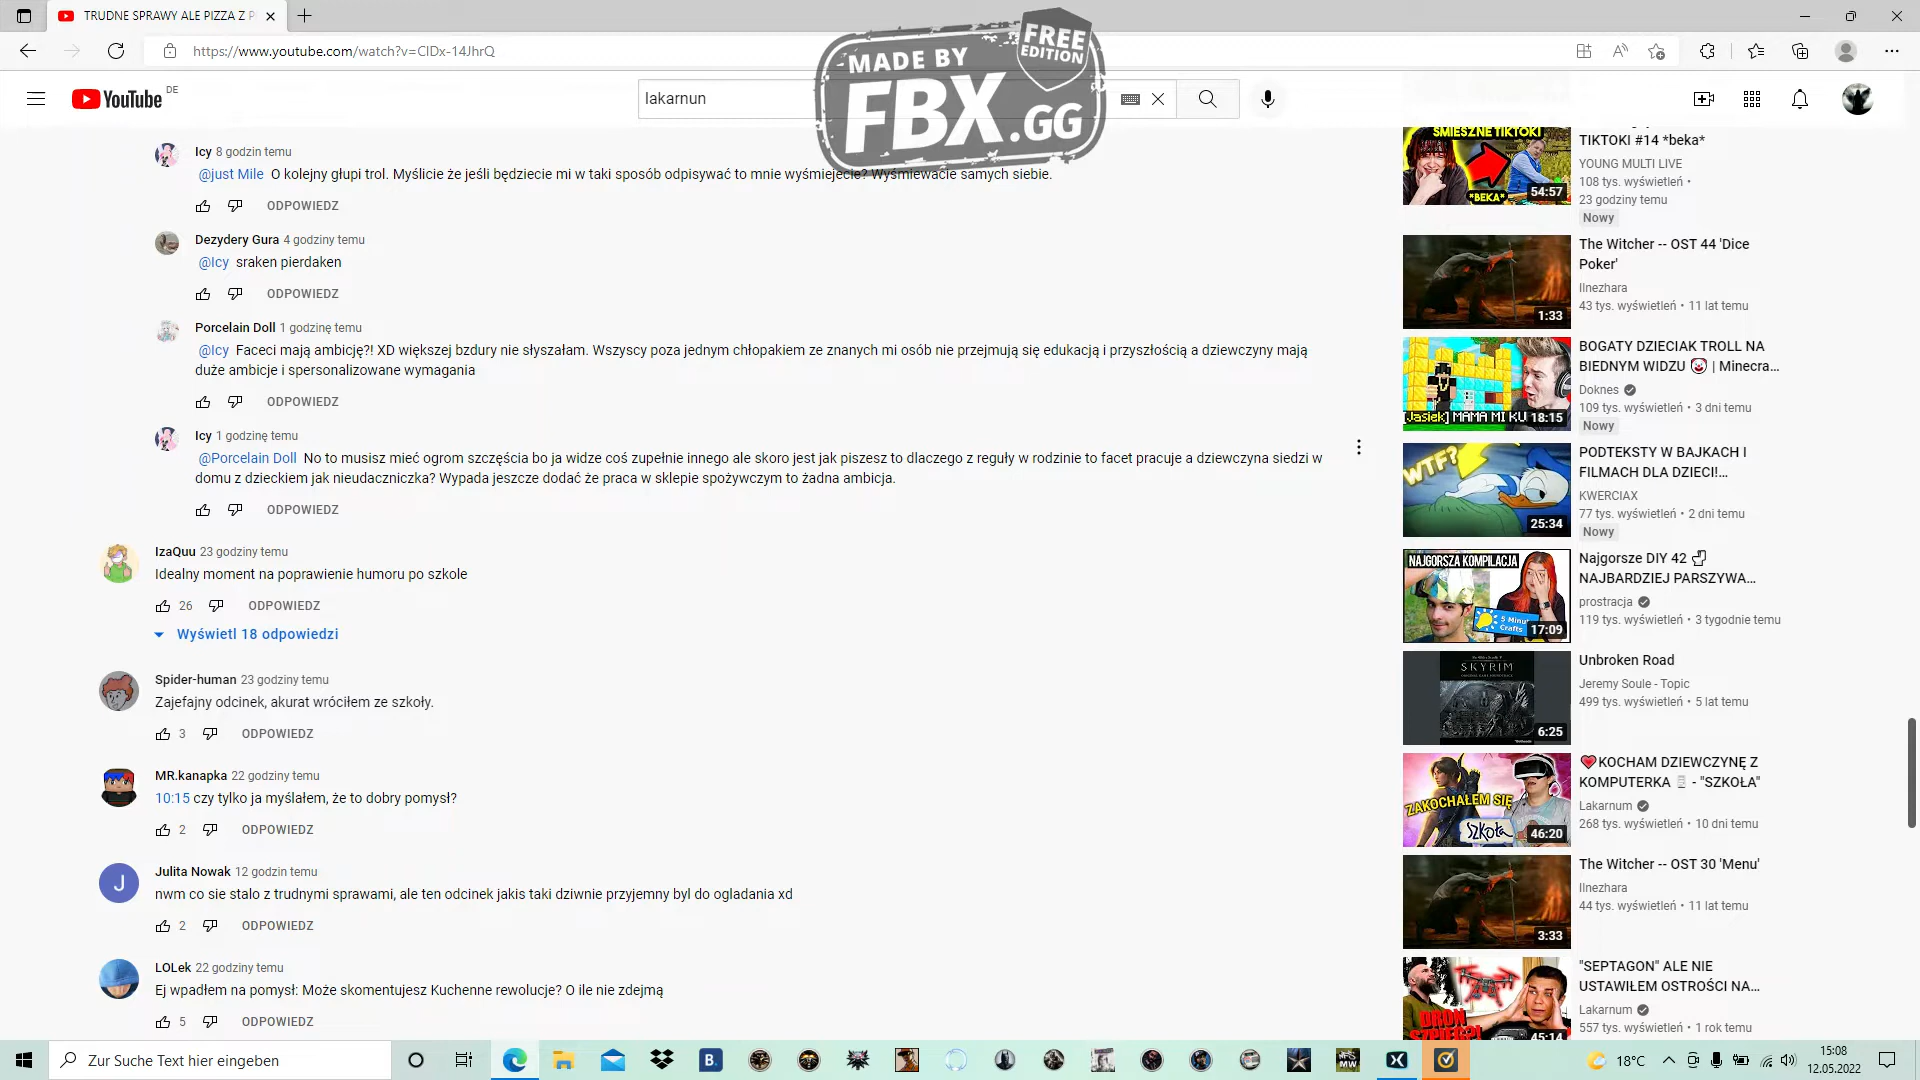 TRUDNE SPRAWY ALE PIZZA Z P
https://www.youtube.com/watch?v=CIDx-14JhrQ
MADE BY
FBX.GG
FREE
EDITION
YouTube DE
lakarnun
Icy 8 godzin temu
@just Mile O kolejny głupi trol. Myślicie że jeśli będziecie mi w taki sposób odpisywać to mnie wyśmiejecie? Wyśmiewacie samych siebie.
ODPOWIEDZ
Dezydery Gura 4 godziny temu
@Icy sraken pierdaken
ODPOWIEDZ
Porcelain Doll 1 godzinę temu
@Icy Faceci mają ambicję?! XD większej bzdury nie słyszałam. Wszyscy poza jednym chłopakiem ze znanych mi osób nie przejmują się edukacją i przyszłością a dziewczyny mają
duże ambicje i spersonalizowane wymagania
ODPOWIEDZ
Icy 1 godzinę temu
@Porcelain Doll No to musisz mieć ogrom szczęścia bo ja widze coś zupełnie innego ale skoro jest jak piszesz to dlaczego z reguły w rodzinie to facet pracuje a dziewczyna siedzi w
domu z dzieckiem jak nieudaczniczka? Wypada jeszcze dodać że praca w sklepie spożywczym to żadna ambicja.
ODPOWIEDZ
IzaQuu 23 godziny temu
Idealny moment na poprawienie humoru po szkole
26 ODPOWIEDZ
Wyświetl 18 odpowiedzi
Spider-human 23 godziny temu
Zajefajny odcinek, akurat wróciłem ze szkoły.
3 ODPOWIEDZ
MR.kanapka 22 godziny temu
10:15 czy tylko ja myślałem, że to dobry pomysł?
2 ODPOWIEDZ
J
Julita Nowak 12 godzin temu
nwm co sie stalo z trudnymi sprawami, ale ten odcinek jakis taki dziwnie przyjemny byl do ogladania xd
2 ODPOWIEDZ
LOLek 22 godziny temu
Ej wpadłem na pomysł: Może skomentujesz Kuchenne rewolucje? O ile nie zdejmą
5 ODPOWIEDZ
ŚMIESZNE TIKTOKI
*BEKA*
54:57
TIKTOKI #14 *beka*
YOUNG MULTI LIVE
108 tys. wyświetleń •
23 godziny temu
Nowy
1:33
The Witcher -- OST 44 'Dice
Poker'
Ilnezhara
43 tys. wyświetleń • 11 lat temu
[Jasiek] MAMA MI KU
18:15
BOGATY DZIECIAK TROLL NA
BIEDNYM WIDZU 🤡 | Minecra...
Doknes
109 tys. wyświetleń • 3 dni temu
Nowy
WTF?
25:34
PODTEKSTY W BAJKACH I
FILMACH DLA DZIECI!...
KWERCIAX
77 tys. wyświetleń • 2 dni temu
Nowy
NAJGORSZA KOMPILACJA
5 Minut
Crafts
17:09
Najgorsze DIY 42
NAJBARDZIEJ PARSZYWA...
prostracja
119 tys. wyświetleń • 3 tygodnie temu
SKYRIM
6:25
Unbroken Road
Jeremy Soule - Topic
499 tys. wyświetleń • 5 lat temu
ZAKOCHAŁEM SIĘ
SZKOŁA
46:20
❤️KOCHAM DZIEWCZYNĘ Z
KOMPUTERKA - "SZKOŁA"
Lakarnum
268 tys. wyświetleń • 10 dni temu
3:33
The Witcher -- OST 30 'Menu'
Ilnezhara
44 tys. wyświetleń • 11 lat temu
DRON
SZPIEG?!
45:14
"SEPTAGON" ALE NIE
USTAWIŁEM OSTROŚCI NA...
Lakarnum
557 tys. wyświetleń • 1 rok temu
Zur Suche Text hier eingeben
B.
MW
18°C
15:08
12.05.2022